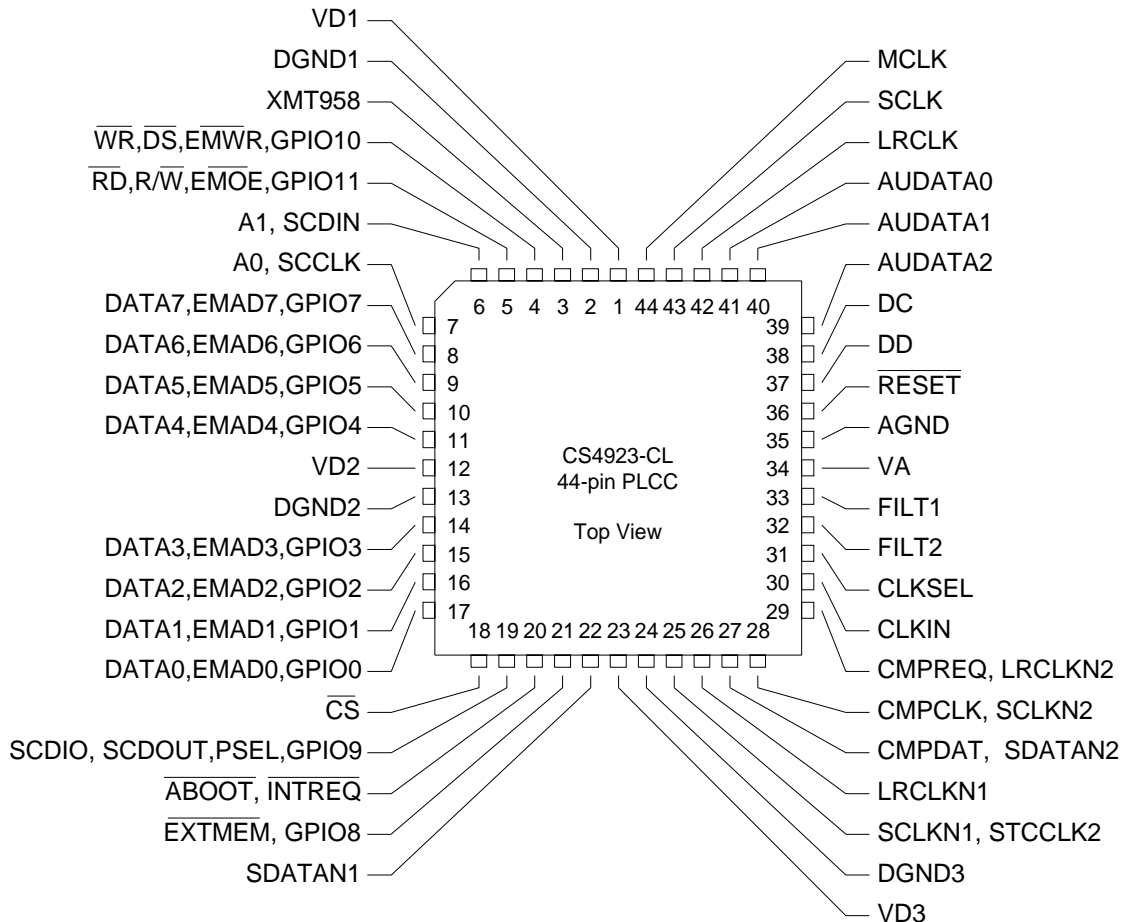 VD1
DGND1
XMT958
WR,DS,EMWR,GPIO10
RD,R/W,EMOE,GPIO11
A1, SCDIN
A0, SCCLK
DATA7,EMAD7,GPIO7
DATA6,EMAD6,GPIO6
DATA5,EMAD5,GPIO5
DATA4,EMAD4,GPIO4
VD2
DGND2
DATA3,EMAD3,GPIO3
DATA2,EMAD2,GPIO2
DATA1,EMAD1,GPIO1
DATA0,EMAD0,GPIO0
CS
SCDIO, SCDOUT,PSEL,GPIO9
ABOOT, INTREQ
EXTMEM, GPIO8
SDATAN1
6 5 4 3 2 1 44 43 42 41 40
7
8
9
10
11
12
13
14
15
16
17
CS4923-CL
44-pin PLCC
Top View
39
38
37
36
35
34
33
32
31
30
29
18 19 20 21 22 23 24 25 26 27 28
MCLK
SCLK
LRCLK
AUDATA0
AUDATA1
AUDATA2
DC
DD
RESET
AGND
VA
FILT1
FILT2
CLKSEL
CLKIN
CMPREQ, LRCLKN2
CMPCLK, SCLKN2
CMPDAT, SDATAN2
LRCLKN1
SCLKN1, STCCLK2
DGND3
VD3